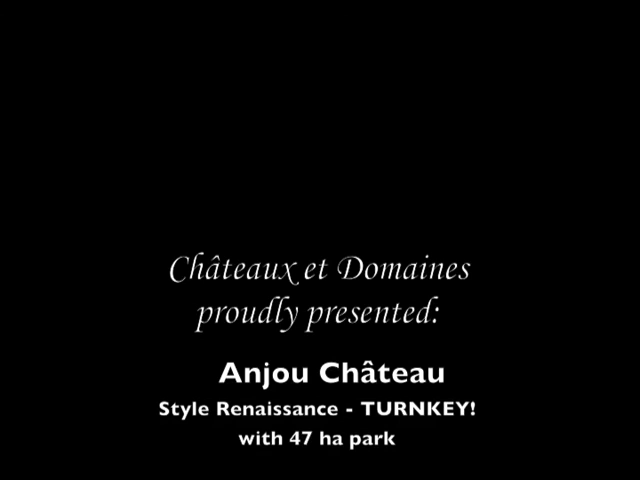 Châteaux et Domaines
proudly presented:
Anjou Château
Style Renaissance - TURNKEY!
with 47 ha park